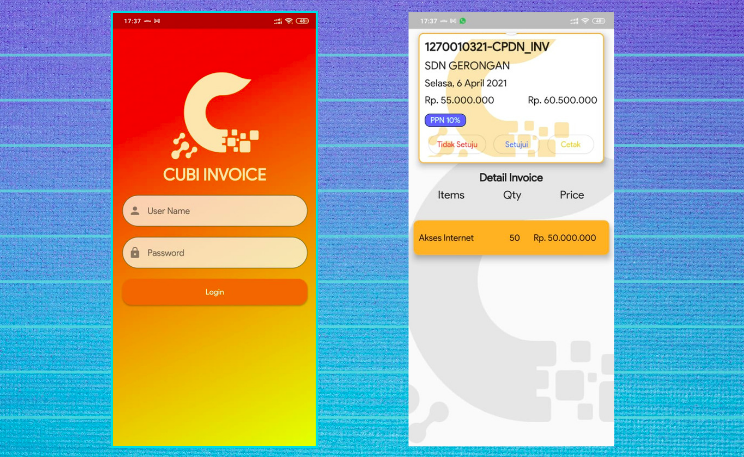 17:37
48
CUBI INVOICE
User Name
Password
Login
17:37
48
1270010321-CPDN_INV
SDN GERONGAN
Selasa, 6 April 2021
Rp. 55.000.000 Rp. 60.500.000
PPN 10%
Tidak Setuju Setujui Cetak
Detail Invoice
Items Qty Price
Akses Internet 50 Rp. 50.000.000